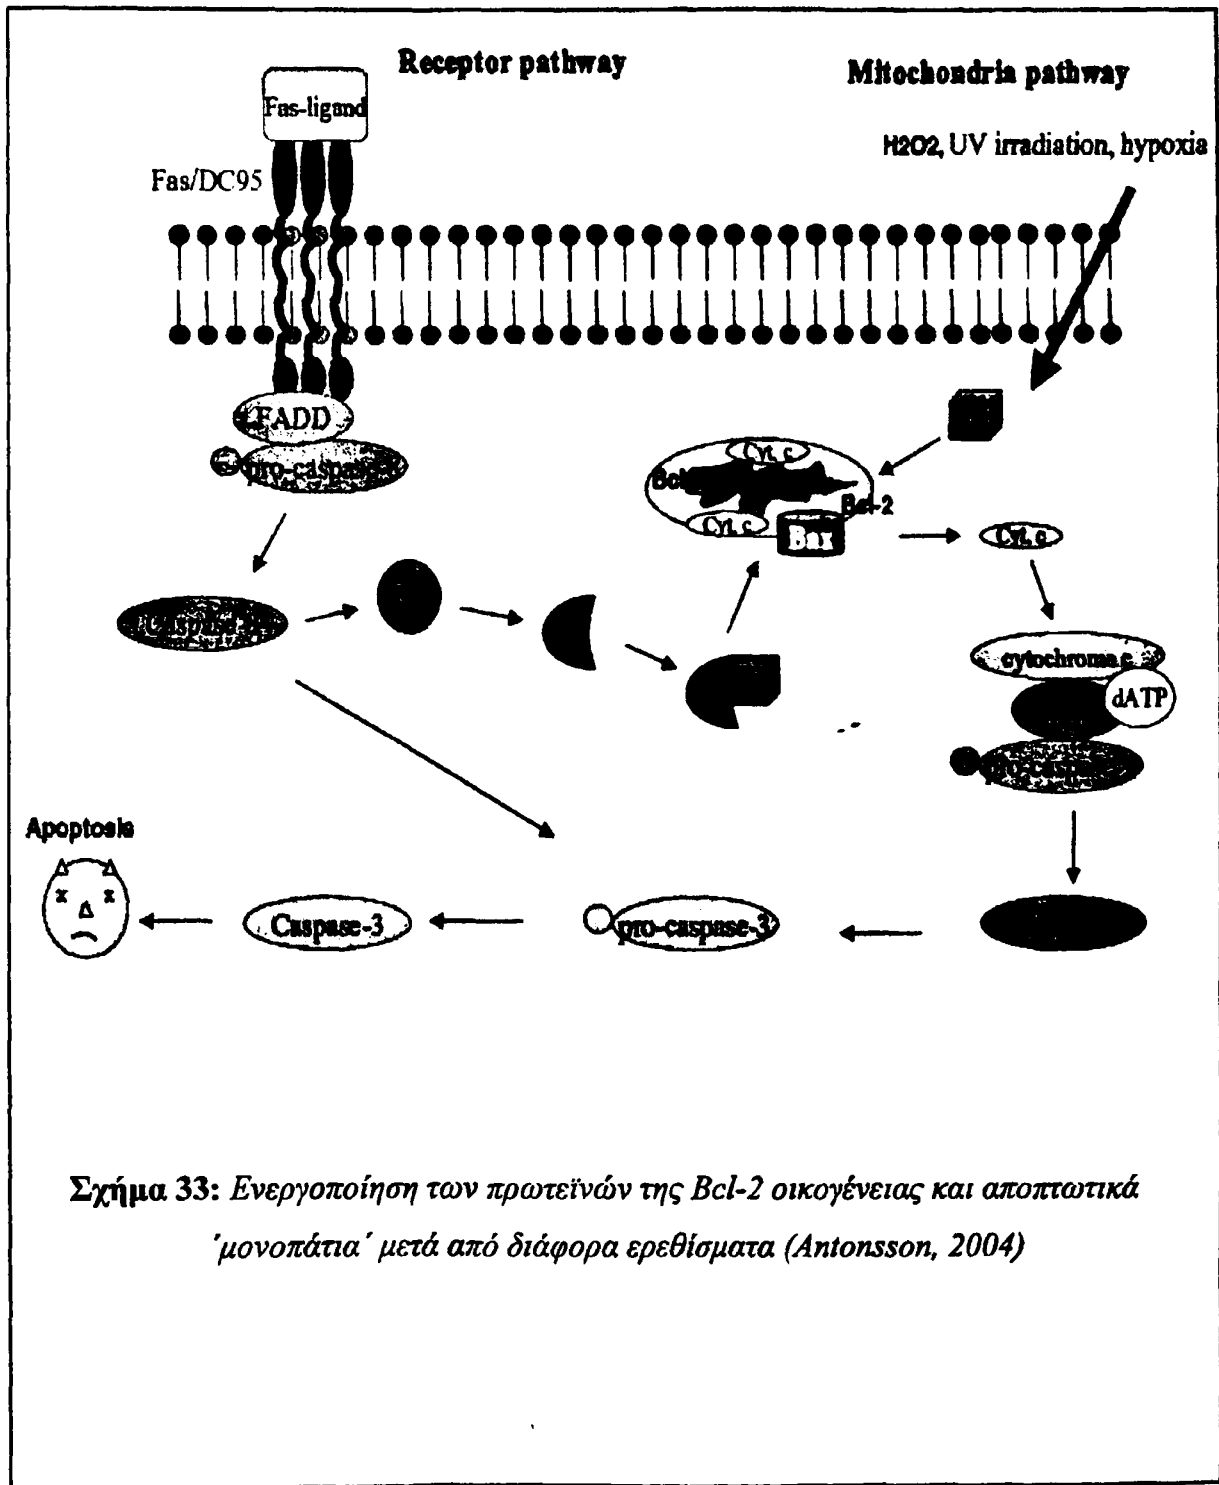 Receptor pathway
Mitochondria pathway
Fas-ligand
H2O2, UV irradiation, hypoxia
Fas/DC95
FADD
Cyt. c
Bcl-2
Cyt. c
Bax
Cyt. c
cytochrome c
dATP
Apoptosis
x x
Caspase-3
pro-caspase-3
Σχήμα 33: Ενεργοποίηση των πρωτεϊνών της Bcl-2 οικογένειας και αποπτωτικά
΄μονοπάτια΄ μετά από διάφορα ερεθίσματα (Antonsson, 2004)